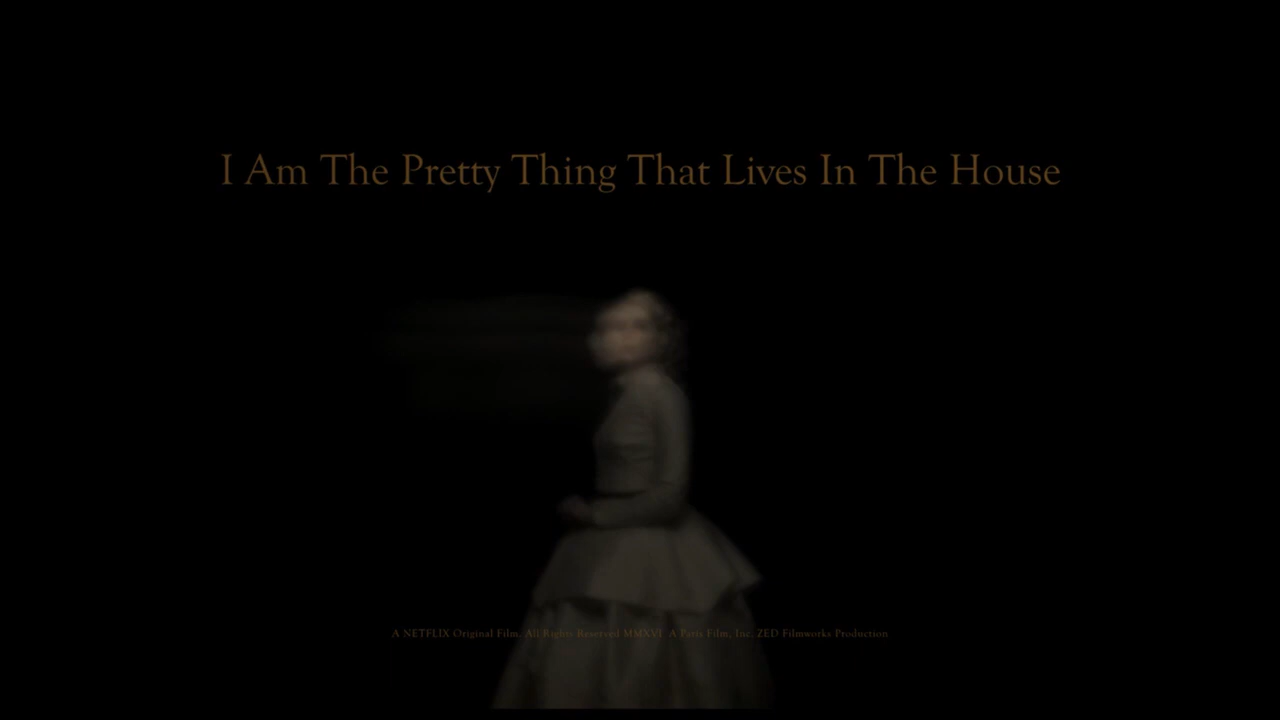 I Am The Pretty Thing That Lives In The House
A NETFLIX Original Film. All Rights Reserved MMXVI. A Paris Film, Inc. ZED Filmworks Production